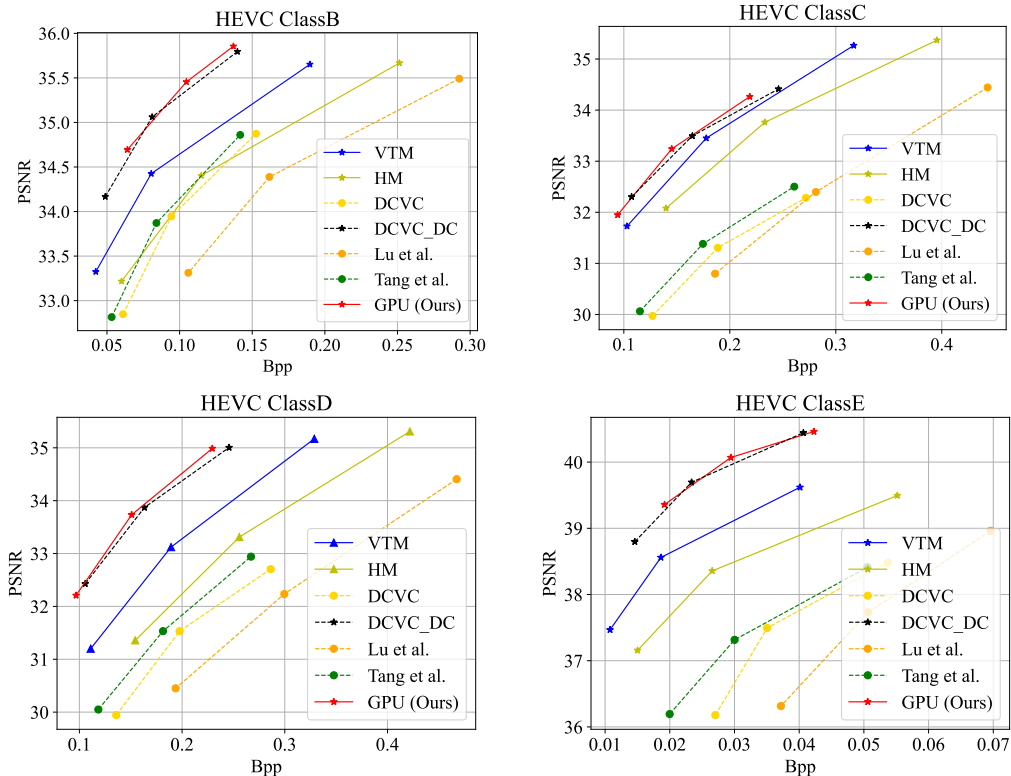 HEVC ClassB
PSNR
36.0
35.5
35.0
34.5
34.0
33.5
33.0
0.05 0.10 0.15 0.20 0.25 0.30
Bpp
VTM
HM
DCVC
DCVC_DC
Lu et al.
Tang et al.
GPU (Ours)
HEVC ClassC
PSNR
35
34
33
32
31
30
0.1 0.2 0.3 0.4
Bpp
VTM
HM
DCVC
DCVC_DC
Lu et al.
Tang et al.
GPU (Ours)
HEVC ClassD
PSNR
35
34
33
32
31
30
0.1 0.2 0.3 0.4
Bpp
VTM
HM
DCVC
DCVC_DC
Lu et al.
Tang et al.
GPU (Ours)
HEVC ClassE
PSNR
40
39
38
37
36
0.01 0.02 0.03 0.04 0.05 0.06 0.07
Bpp
VTM
HM
DCVC
DCVC_DC
Lu et al.
Tang et al.
GPU (Ours)